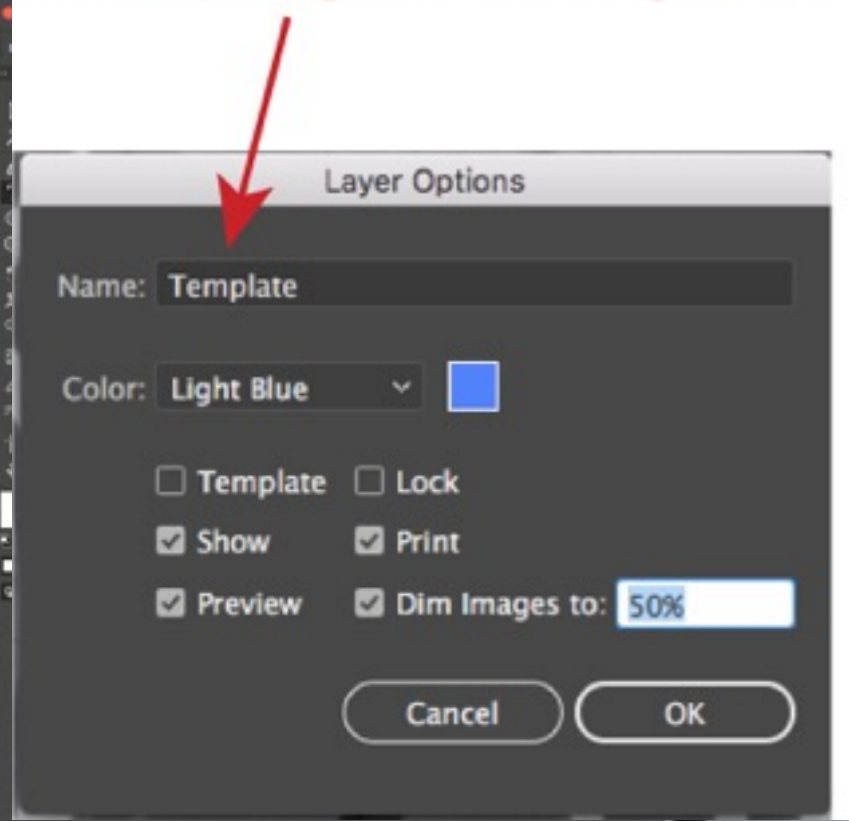 Layer Options
Name: Template
Color: Light Blue
Template Lock
Show Print
Preview Dim Images to: 50%
Cancel OK